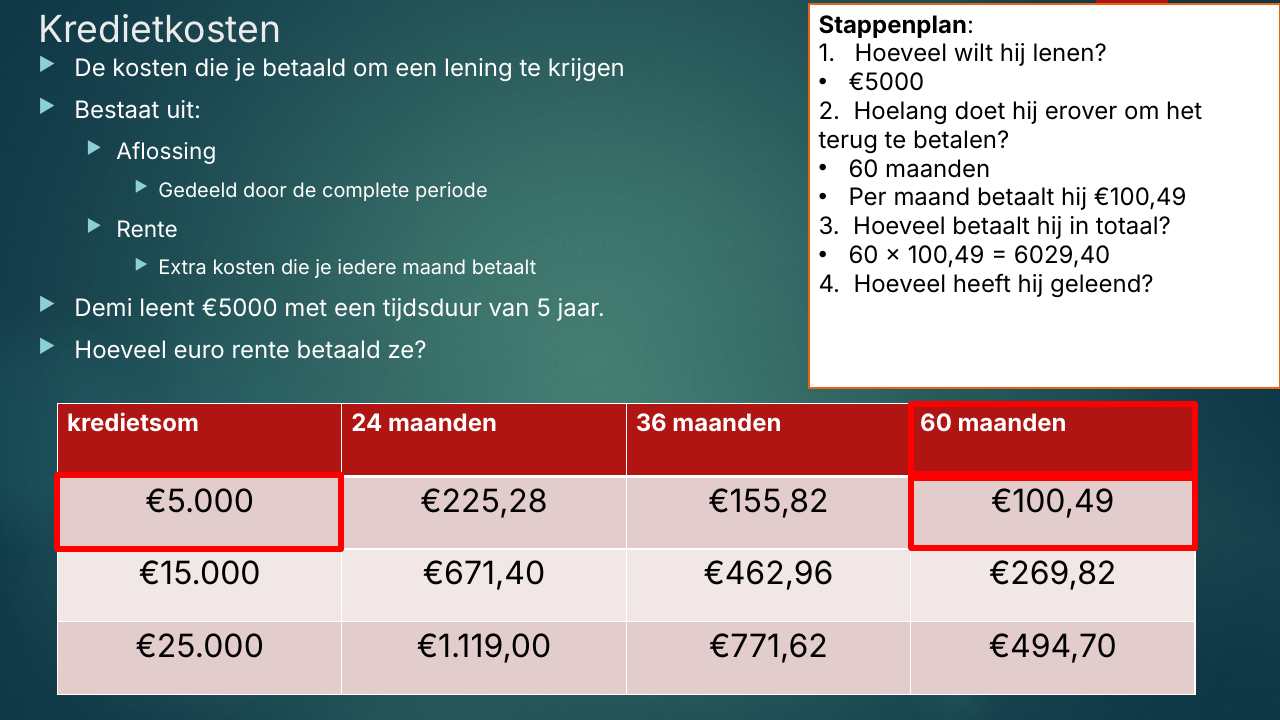 Kredietkosten
De kosten die je betaald om een lening te krijgen
Bestaat uit:
Aflossing
Gedeeld door de complete periode
Rente
Extra kosten die je iedere maand betaalt
Demi leent €5000 met een tijdsduur van 5 jaar.
Hoeveel euro rente betaald ze?
Stappenplan:
1. Hoeveel wilt hij lenen?
• €5000
2. Hoelang doet hij erover om het
terug te betalen?
• 60 maanden
• Per maand betaalt hij €100,49
3. Hoeveel betaalt hij in totaal?
• 60 × 100,49 = 6029,40
4. Hoeveel heeft hij geleend?
kredietsom 24 maanden 36 maanden 60 maanden
€5.000 €225,28 €155,82 €100,49
€15.000 €671,40 €462,96 €269,82
€25.000 €1.119,00 €771,62 €494,70